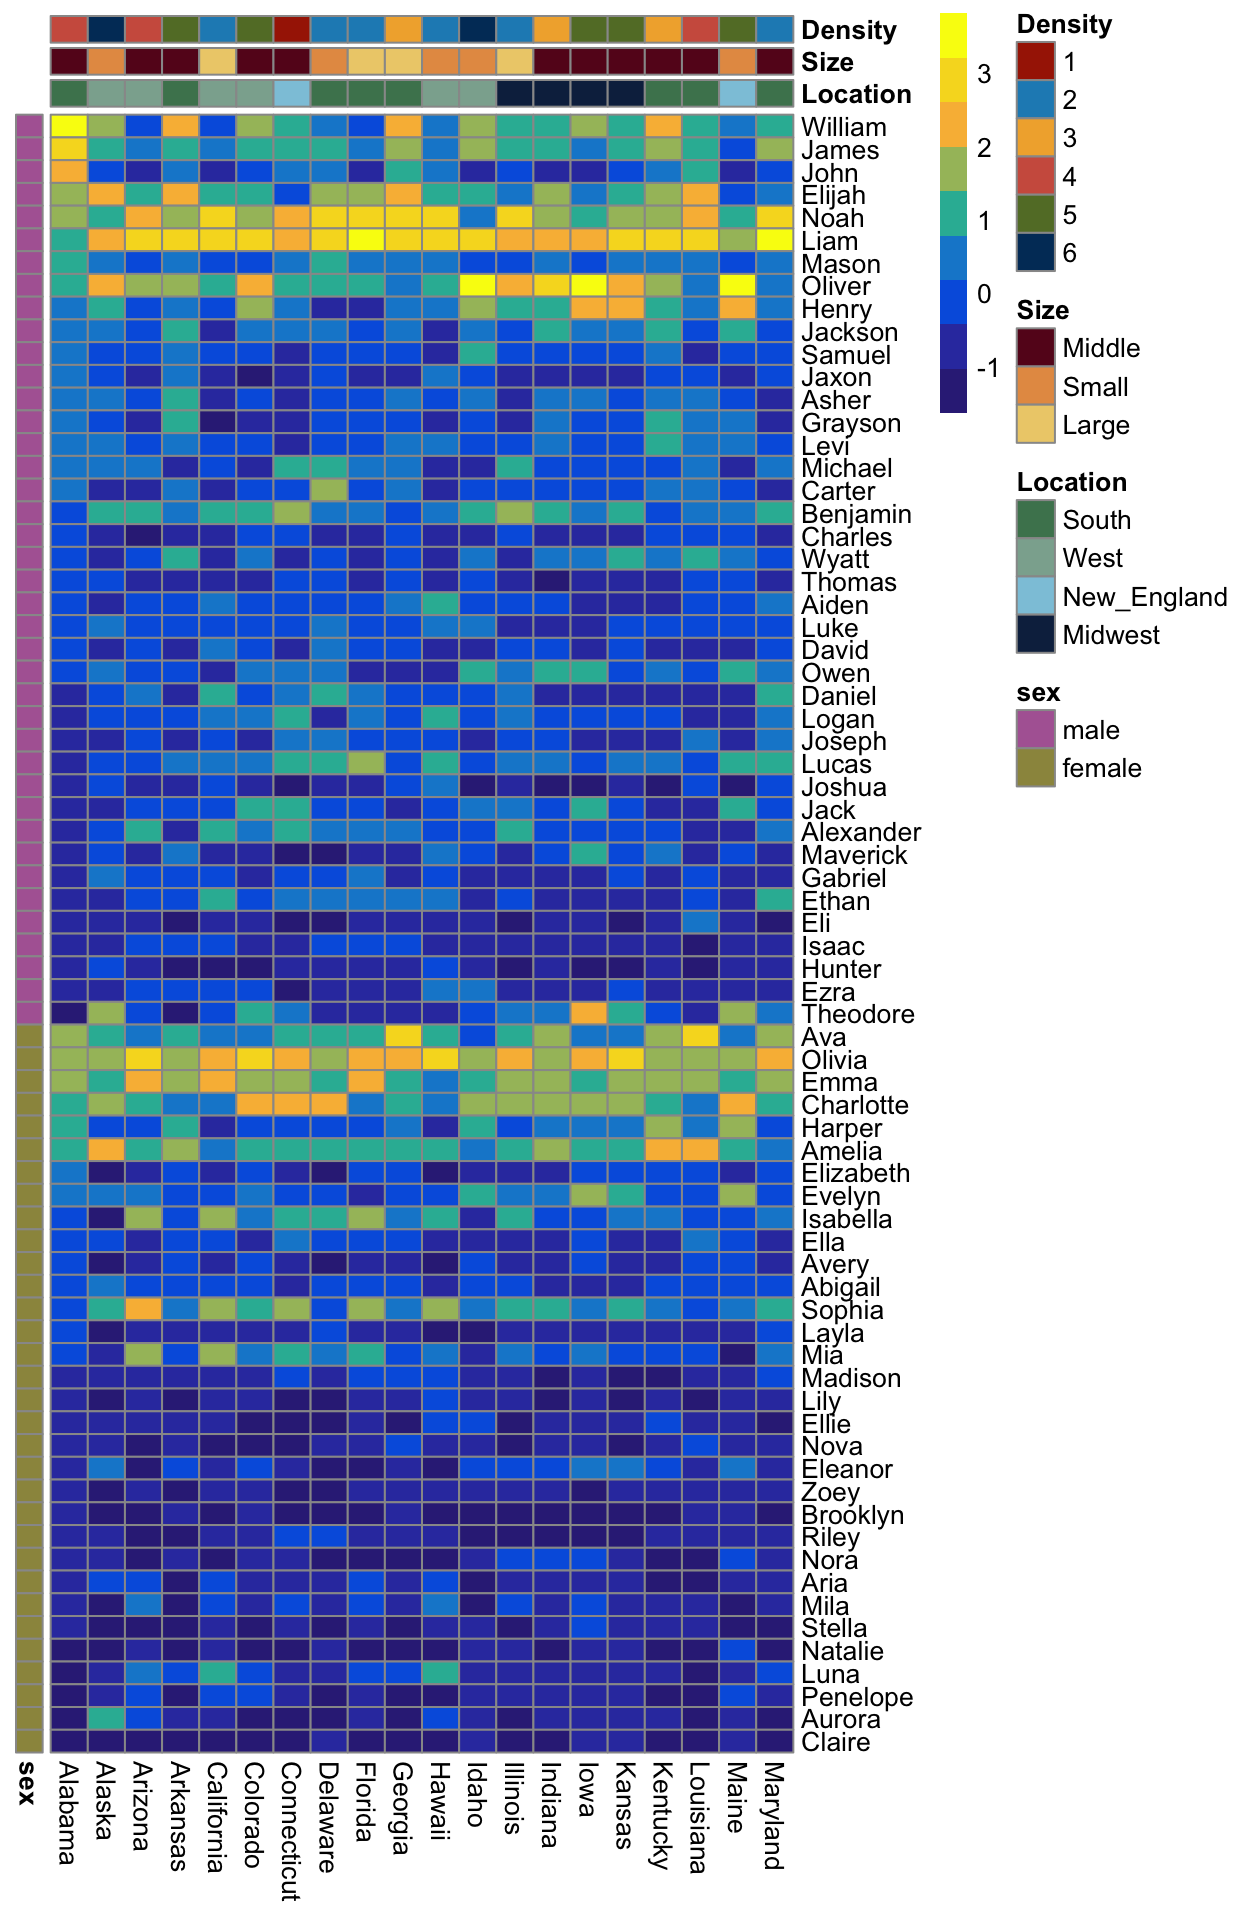 Density
Size
Location
William
James
John
Elijah
Noah
Liam
Mason
Oliver
Henry
Jackson
Samuel
Jaxon
Asher
Grayson
Levi
Michael
Carter
Benjamin
Charles
Wyatt
Thomas
Aiden
Luke
David
Owen
Daniel
Logan
Joseph
Lucas
Joshua
Jack
Alexander
Maverick
Gabriel
Ethan
Eli
Isaac
Hunter
Ezra
Theodore
Ava
Olivia
Emma
Charlotte
Harper
Amelia
Elizabeth
Evelyn
Isabella
Ella
Avery
Abigail
Sophia
Layla
Mia
Madison
Lily
Ellie
Nova
Eleanor
Zoey
Brooklyn
Riley
Nora
Aria
Mila
Stella
Natalie
Luna
Penelope
Aurora
Claire
sex
Alabama
Alaska
Arizona
Arkansas
California
Colorado
Connecticut
Delaware
Florida
Georgia
Hawaii
Idaho
Illinois
Indiana
Iowa
Kansas
Kentucky
Louisiana
Maine
Maryland
3
2
1
0
-1
Density
1
2
3
4
5
6
Size
Middle
Small
Large
Location
South
West
New_England
Midwest
sex
male
female